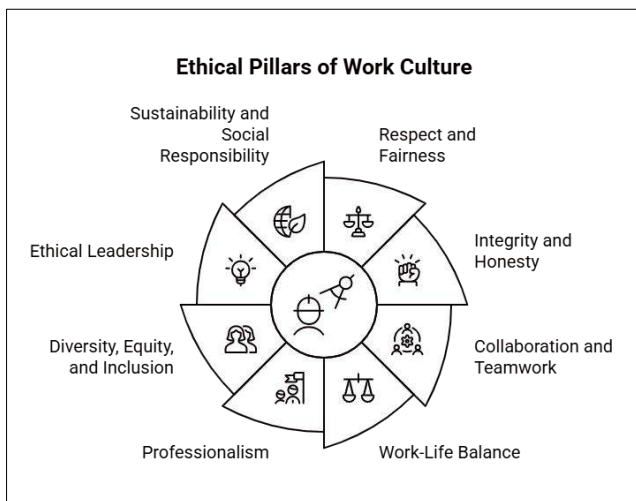 Ethical Pillars of Work Culture
Sustainability and
Social
Responsibility
Respect and
Fairness
Ethical Leadership
Integrity and
Honesty
Diversity, Equity,
and Inclusion
Collaboration and
Teamwork
Professionalism
Work-Life Balance